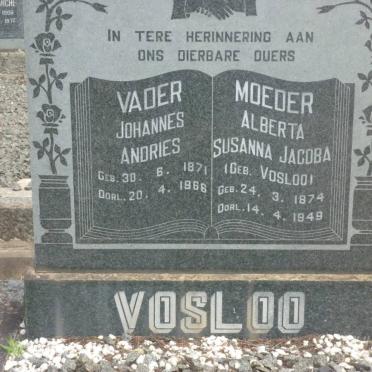 IN TERE HERINNERING AAN
ONS DIERBARE OUERS
VADER
JOHANNES
ANDRIES
GEB. 30. 6. 1871
OORL. 20. 4. 1966
MOEDER
ALBERTA
SUSANNA JACOBA
(GEB. VOSLOO)
GEB. 24. 3. 1874
OORL. 14. 4. 1949
VOSLOO